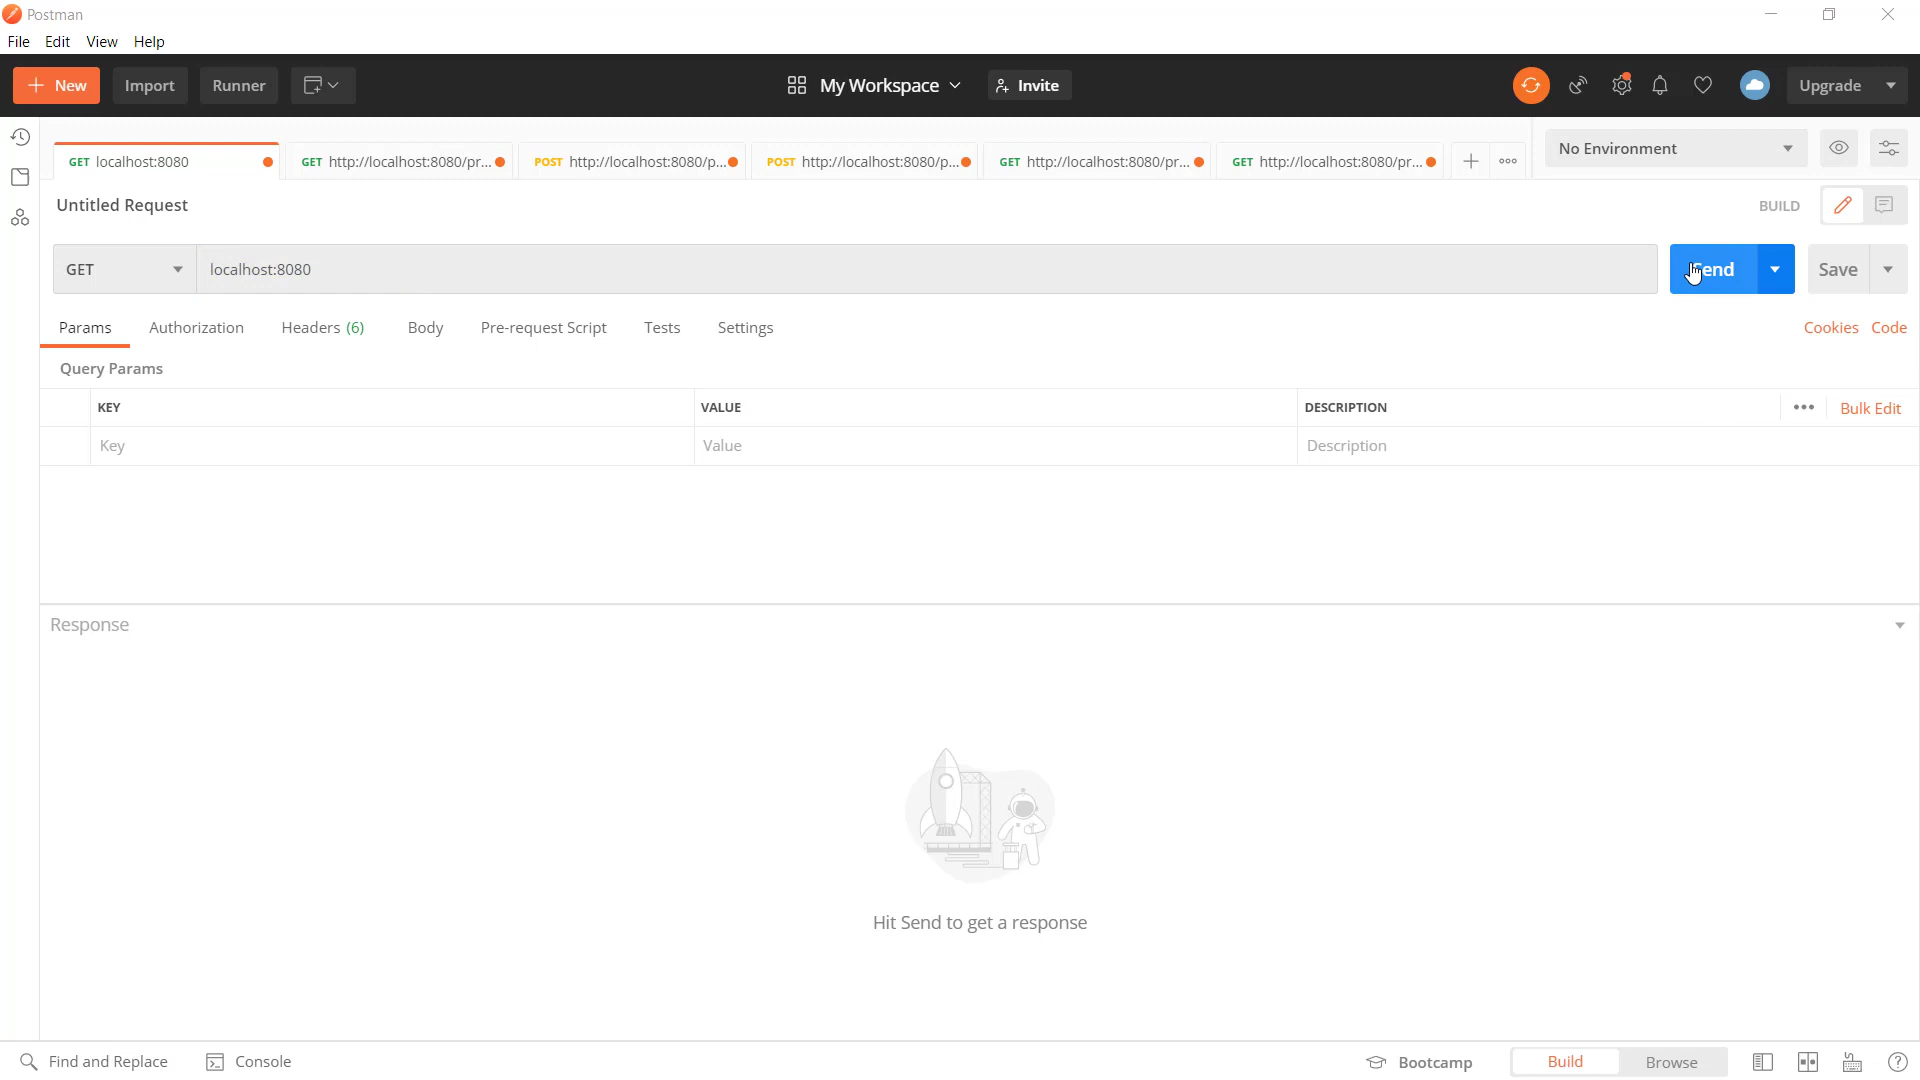 Postman
File Edit View Help
New Import Runner My Workspace Invite Upgrade
GET localhost:8080 GET http://localhost:8080/pr... POST http://localhost:8080/p... POST http://localhost:8080/p... GET http://localhost:8080/pr... GET http://localhost:8080/pr... No Environment
Untitled Request BUILD
GET localhost:8080 Send Save
Params Authorization Headers (6) Body Pre-request Script Tests Settings Cookies Code
Query Params
KEY VALUE DESCRIPTION Bulk Edit
Key Value Description
Response
Hit Send to get a response
Find and Replace Console Bootcamp Build Browse